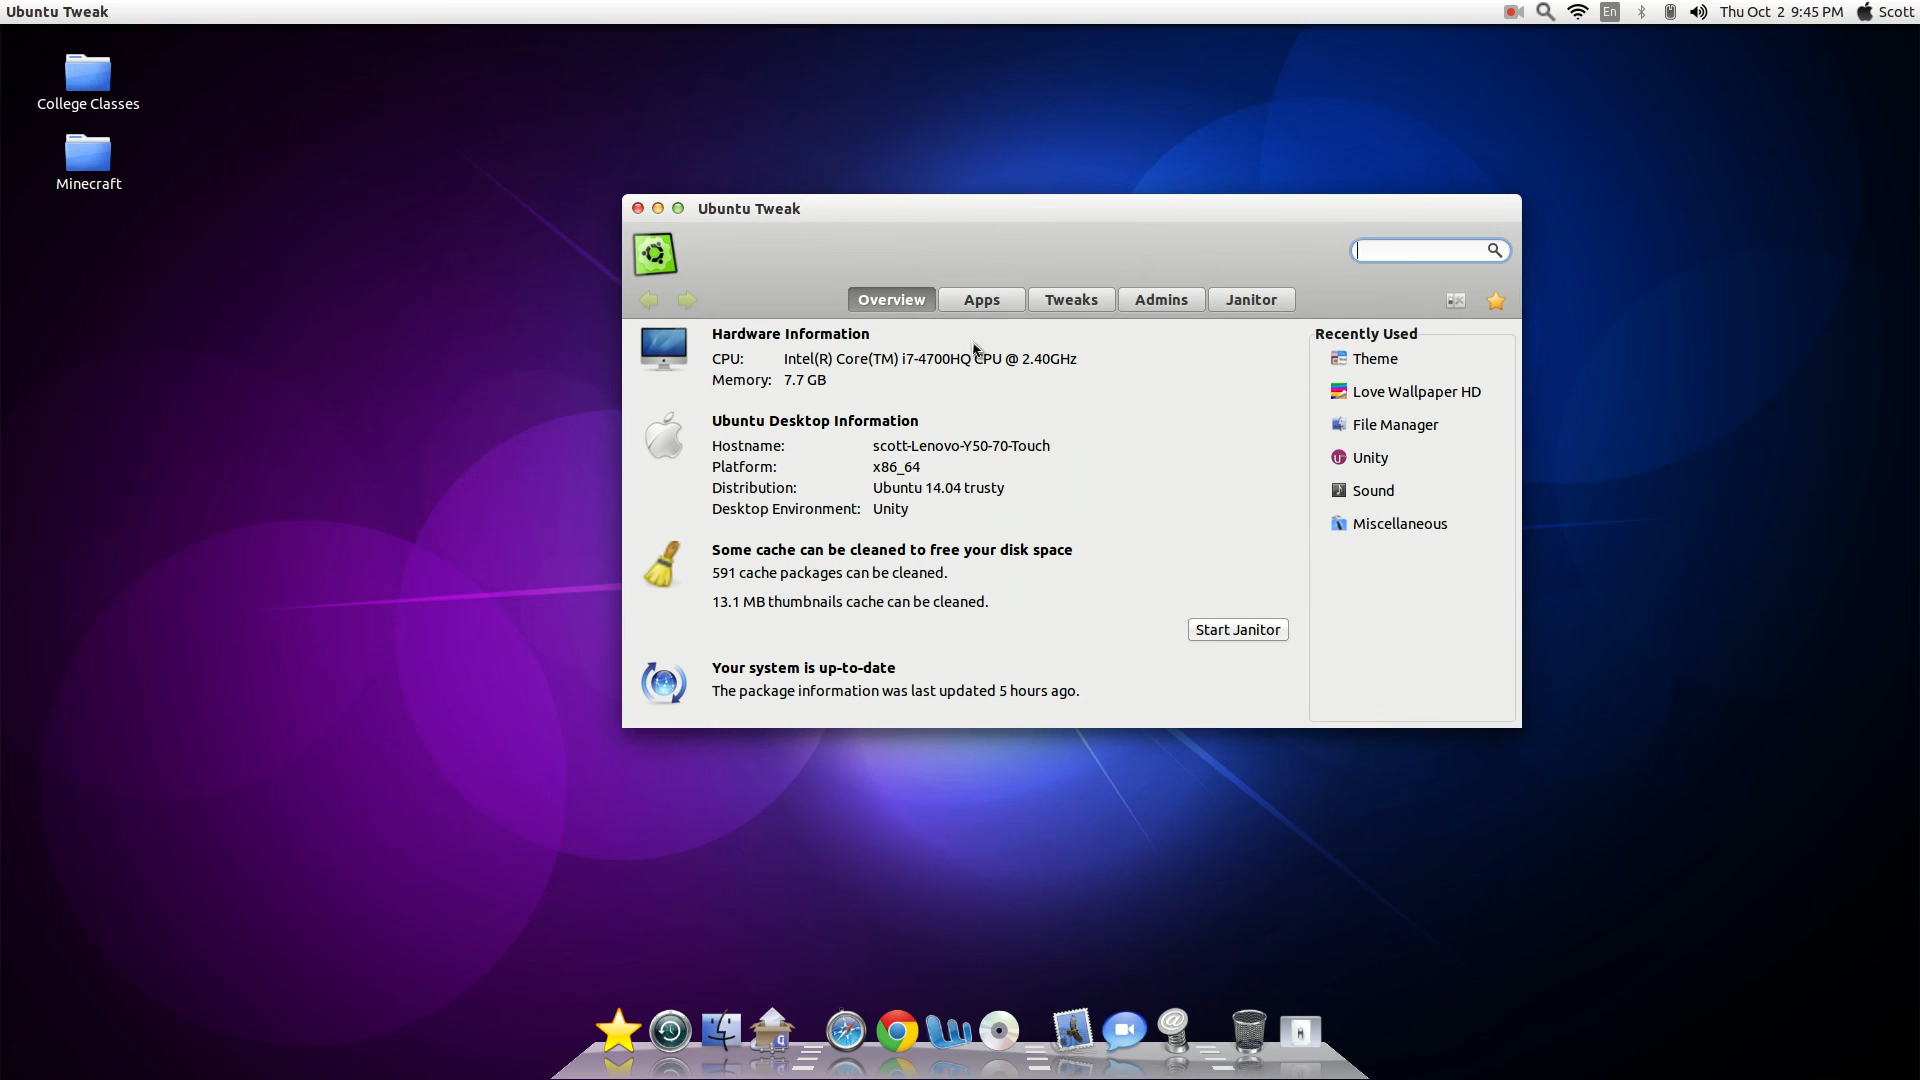 Ubuntu Tweak
En
Thu Oct 2 9:45 PM
Scott
College Classes
Minecraft
Ubuntu Tweak
Overview
Apps
Tweaks
Admins
Janitor
Hardware Information
CPU: Intel(R) Core(TM) i7-4700HQ CPU @ 2.40GHz
Memory: 7.7 GB
Ubuntu Desktop Information
Hostname: scott-Lenovo-Y50-70-Touch
Platform: x86_64
Distribution: Ubuntu 14.04 trusty
Desktop Environment: Unity
Some cache can be cleaned to free your disk space
591 cache packages can be cleaned.
13.1 MB thumbnails cache can be cleaned.
Start Janitor
Your system is up-to-date
The package information was last updated 5 hours ago.
Recently Used
Theme
Love Wallpaper HD
File Manager
Unity
Sound
Miscellaneous